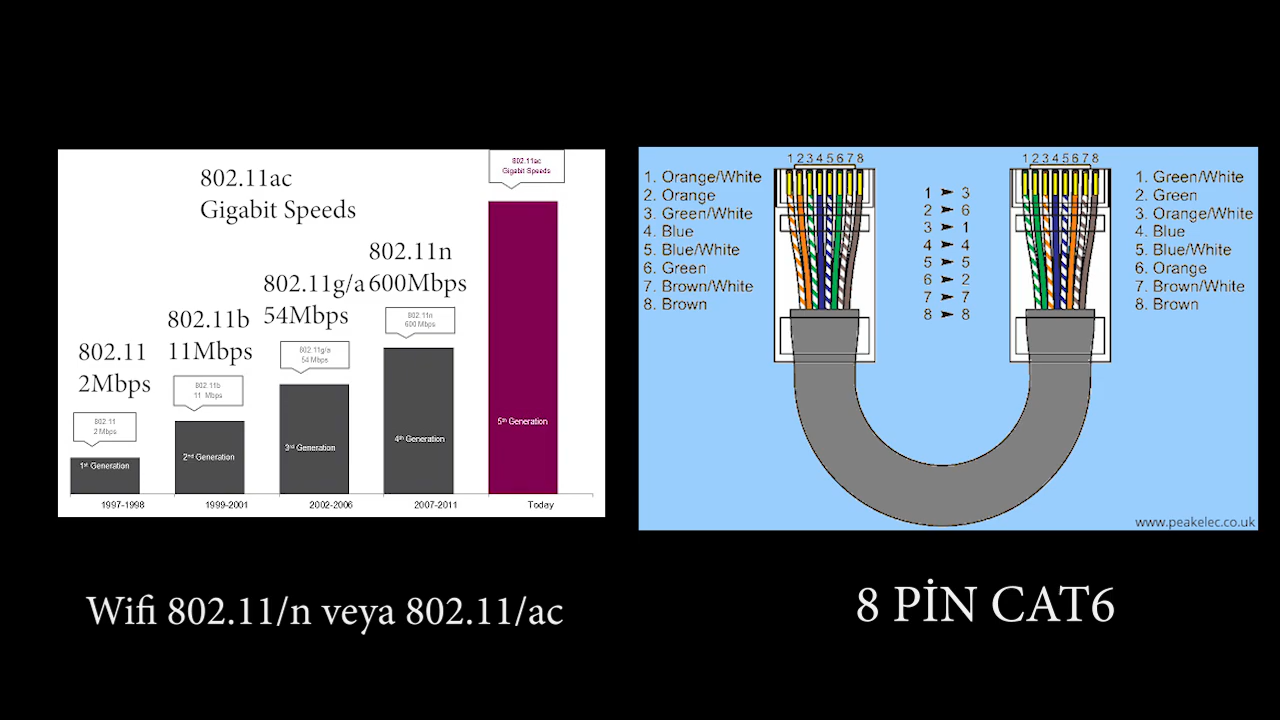 802.11ac
Gigabit Speeds
802.11ac
Gigabit Speeds
802.11n
600Mbps
802.11g/a
54Mbps
802.11b
11Mbps
802.11
2Mbps
802.11n
600 Mbps
802.11g/a
54 Mbps
802.11b
11 Mbps
802.11
2 Mbps
1st Generation
2nd Generation
3rd Generation
4th Generation
5th Generation
1997-1998
1999-2001
2002-2006
2007-2011
Today
Wifi 802.11/n veya 802.11/ac
12345678
12345678
1. Orange/White
2. Orange
3. Green/White
4. Blue
5. Blue/White
6. Green
7. Brown/White
8. Brown
1 ➤ 3
2 ➤ 6
3 ➤ 1
4 ➤ 4
5 ➤ 5
6 ➤ 2
7 ➤ 7
8 ➤ 8
1. Green/White
2. Green
3. Orange/White
4. Blue
5. Blue/White
6. Orange
7. Brown/White
8. Brown
www.peakelec.co.uk
8 PİN CAT6